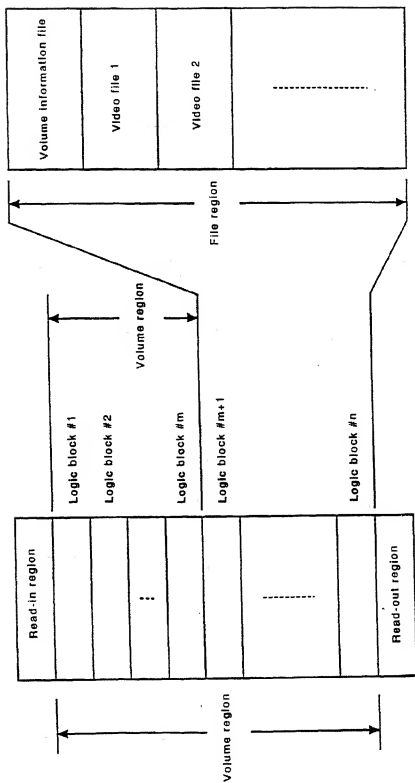 Volume region
Read-in region
Read-out region
Logic block #1
Logic block #2
Logic block #m
Logic block #m+1
Logic block #n
Volume region
File region
Volume information file
Video file 1
Video file 2